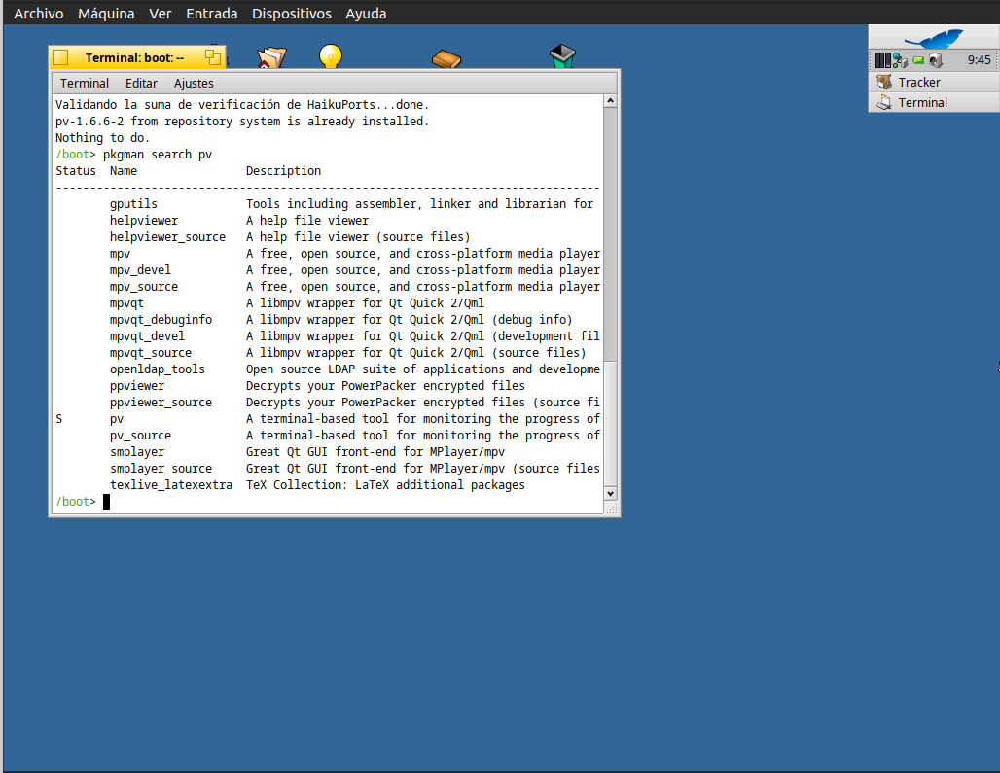 Archivo Máquina Ver Entrada Dispositivos Ayuda
Terminal: boot: --
9:45
Tracker
Terminal
Terminal Editar Ajustes
Validando la suma de verificación de HaikuPorts...done.
pv-1.6.6-2 from repository system is already installed.
Nothing to do.
/boot> pkgman search pv
Status Name Description
--------------------------------------------------------------------------------
gputils Tools including assembler, linker and librarian for
helpviewer A help file viewer
helpviewer_source A help file viewer (source files)
mpv A free, open source, and cross-platform media player
mpv_devel A free, open source, and cross-platform media player
mpv_source A free, open source, and cross-platform media player
mpvqt A libmpv wrapper for Qt Quick 2/Qml
mpvqt_debuginfo A libmpv wrapper for Qt Quick 2/Qml (debug info)
mpvqt_devel A libmpv wrapper for Qt Quick 2/Qml (development fil
mpvqt_source A libmpv wrapper for Qt Quick 2/Qml (source files)
openldap_tools Open source LDAP suite of applications and developme
ppviewer Decrypts your PowerPacker encrypted files
ppviewer_source Decrypts your PowerPacker encrypted files (source fi
S pv A terminal-based tool for monitoring the progress of
pv_source A terminal-based tool for monitoring the progress of
smplayer Great Qt GUI front-end for MPlayer/mpv
smplayer_source Great Qt GUI front-end for MPlayer/mpv (source files
texlive_latexextra TeX Collection: LaTeX additional packages
/boot>